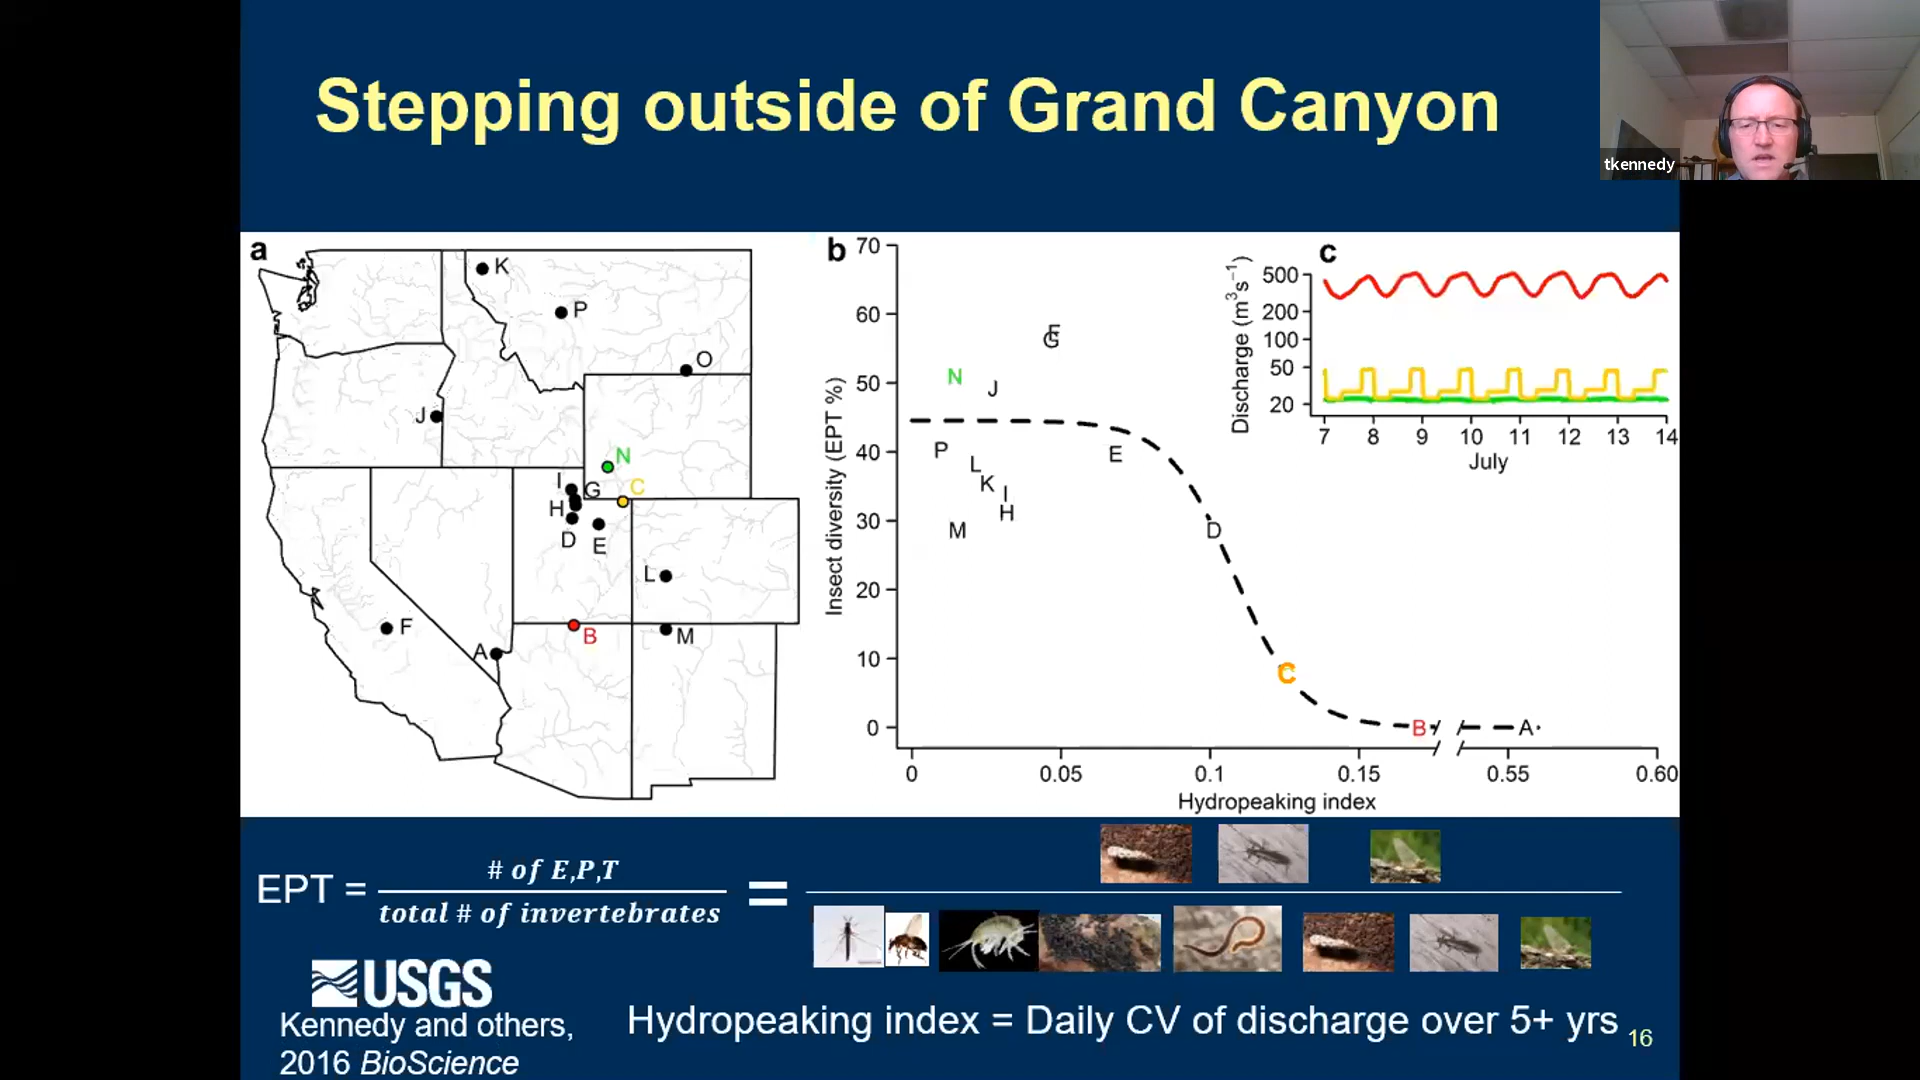 Stepping outside of Grand Canyon
tkennedy
a
K
P
O
J
N
I
G
C
H
D
E
L
F
B
M
A
b
70
60
50
40
30
20
10
0
Insect diversity (EPT %)
F
G
N
J
P
E
L
K
I
H
M
D
C
B
A
0
0.05
0.1
0.15
0.55
0.60
Hydropeaking index
c
500
200
100
50
20
Discharge (m³s⁻¹)
7 8 9 10 11 12 13 14
July
EPT = # of E,P,T
total # of invertebrates
=
USGS
Kennedy and others,
2016 BioScience
Hydropeaking index = Daily CV of discharge over 5+ yrs
16